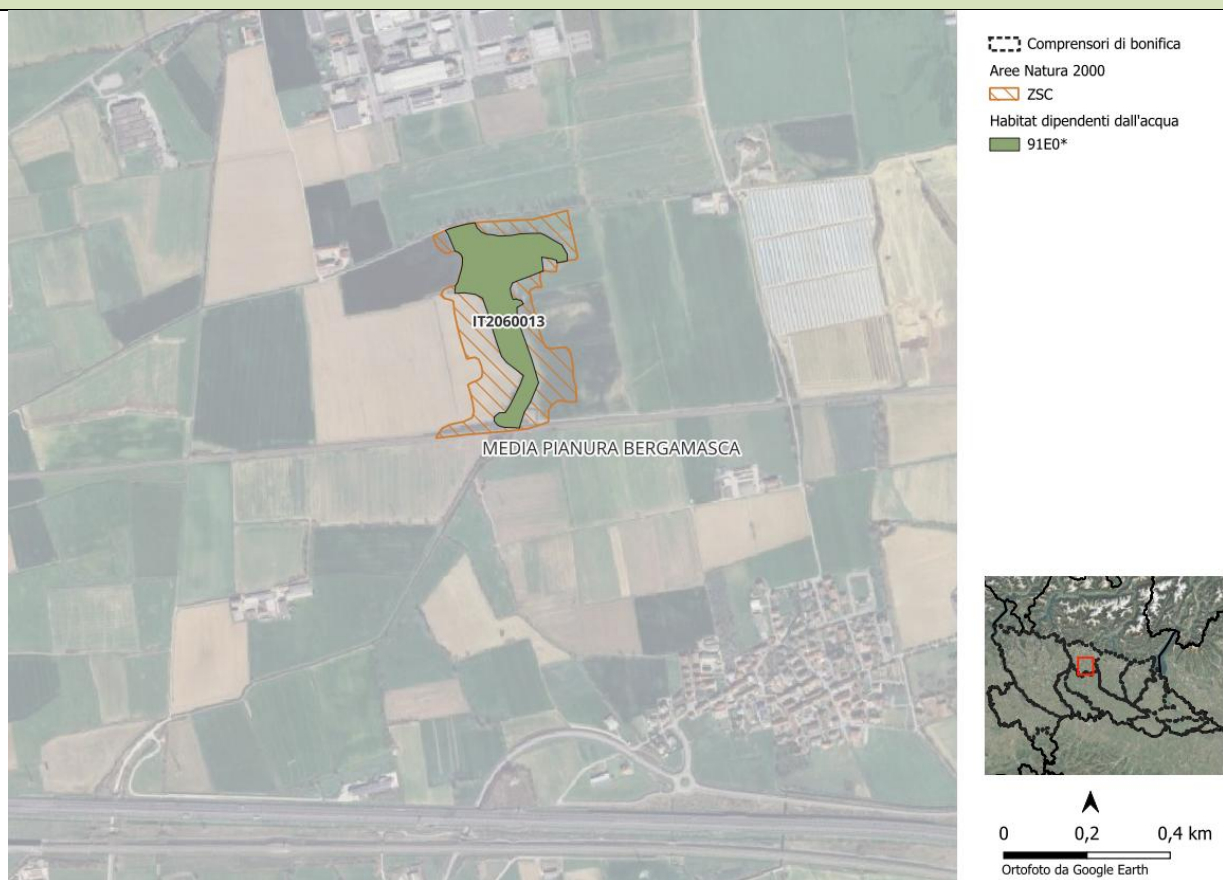 Comprensori di bonifica
Aree Natura 2000
ZSC
Habitat dipendenti dall'acqua
91E0*
IT2060013
MEDIA PIANURA BERGAMASCA
0 0,2 0,4 km
Ortofoto da Google Earth